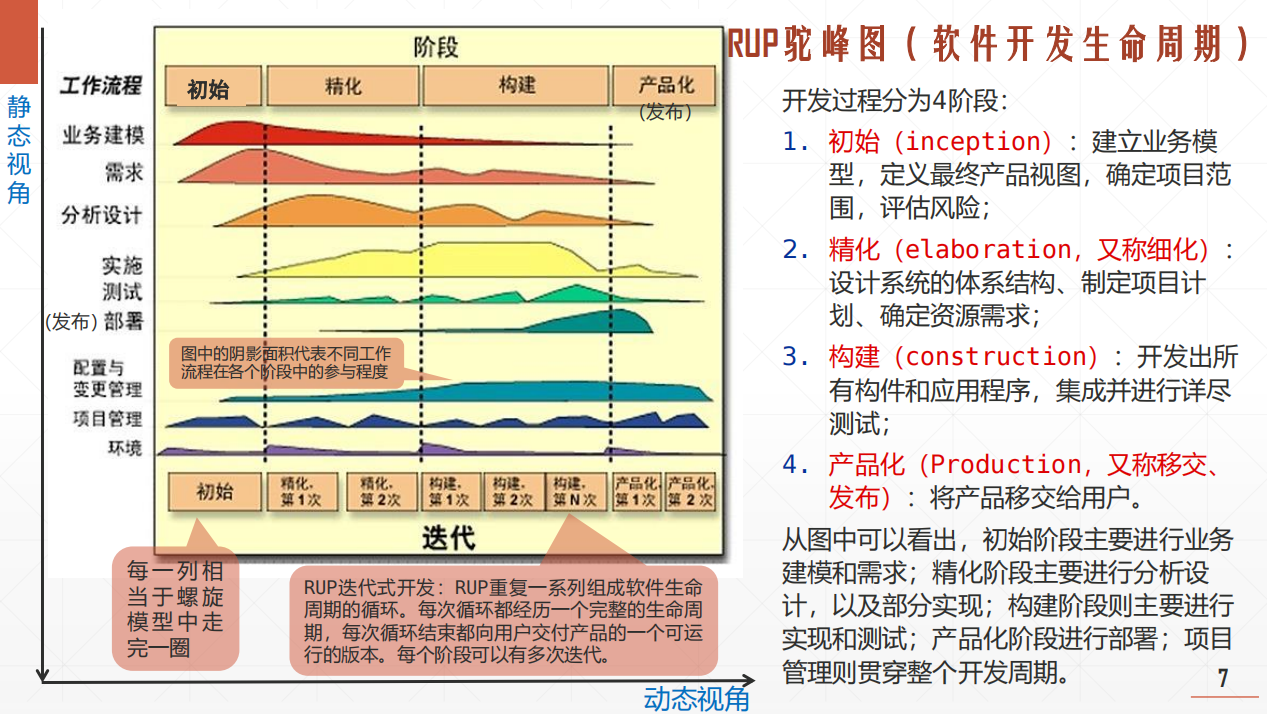 RUP驼峰图（软件开发生命周期）
静态视角
阶段
工作流程
初始
精化
构建
产品化
(发布)
业务建模
需求
分析设计
实施
测试
(发布) 部署
图中的阴影面积代表不同工作
流程在各个阶段中的参与程度
配置与
变更管理
项目管理
环境
初始
精化.
第1次
精化.
第2次
构建.
第1次
构建.
第2次
构建.
第N次
产品化.
第1次
产品化.
第2次
迭代
每一列相
当于螺旋
模型中走
完一圈
RUP迭代式开发：RUP重复一系列组成软件生命
周期的循环。每次循环都经历一个完整的生命周
期，每次循环结束都向用户交付产品的一个可运
行的版本。每个阶段可以有多次迭代。
动态视角
开发过程分为4阶段：
1. 初始（inception）：建立业务模
型，定义最终产品视图，确定项目范
围，评估风险；
2. 精化（elaboration，又称细化）：
设计系统的体系结构、制定项目计
划、确定资源需求；
3. 构建（construction）：开发出所
有构件和应用程序，集成并进行详尽
测试；
4. 产品化（Production，又称移交、
发布）：将产品移交给用户。
从图中可以看出，初始阶段主要进行业务
建模和需求；精化阶段主要进行分析设
计，以及部分实现；构建阶段则主要进行
实现和测试；产品化阶段进行部署；项目
管理则贯穿整个开发周期。
7